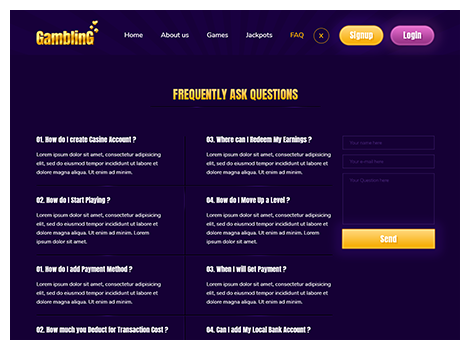 GamblinG
Home About us Games Jackpots FAQ X Signup Login
FREQUENTLY ASK QUESTIONS
01. How do I create Casine Account ?
Lorem ipsum dolor sit amet, consectetur adipisicing
elit, sed do eiusmod tempor incididunt ut labore et
dolore magna aliqua. Ut enim ad minim.
03. Where can I Redeem My Earnings ?
Lorem ipsum dolor sit amet, consectetur adipisicing
elit, sed do eiusmod tempor incididunt ut labore et
dolore magna aliqua. Ut enim ad minim.
Your name here
Your e-mail here
Your Question here
Send
02. How do I Start Playing ?
Lorem ipsum dolor sit amet, consectetur adipisicing
elit, sed do eiusmod tempor incididunt ut labore et
dolore magna aliqua. Ut enim ad minim. Lorem
ipsum dolor sit amet.
04. How do I Move Up a Level ?
Lorem ipsum dolor sit amet, consectetur adipisicing
elit, sed do eiusmod tempor incididunt ut labore et
dolore magna aliqua. Ut enim ad minim. Lorem
ipsum dolor sit amet.
01. How do I add Payment Method ?
Lorem ipsum dolor sit amet, consectetur adipisicing
elit, sed do eiusmod tempor incididunt ut labore et
dolore magna aliqua. Ut enim ad minim.
03. When i will Get Payment ?
Lorem ipsum dolor sit amet, consectetur adipisicing
elit, sed do eiusmod tempor incididunt ut labore et
dolore magna aliqua. Ut enim ad minim.
02. How much you Deduct for Transaction Cost ?
04. Can I add My Local Bank Account ?